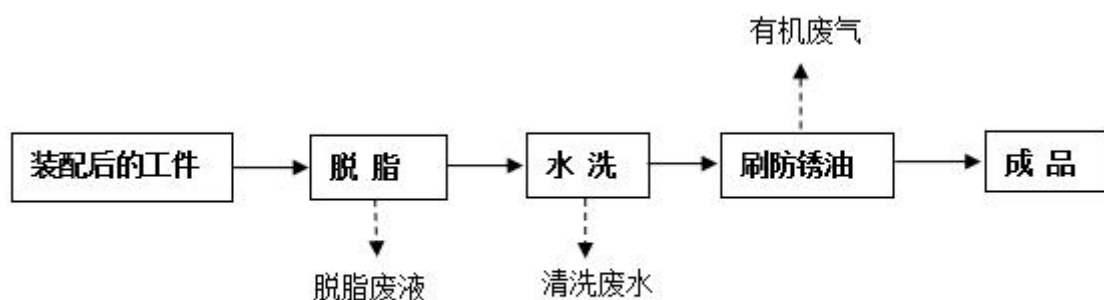 有机废气
装配后的工件
脱 脂
水 洗
刷防锈油
成 品
脱脂废液
清洗废水